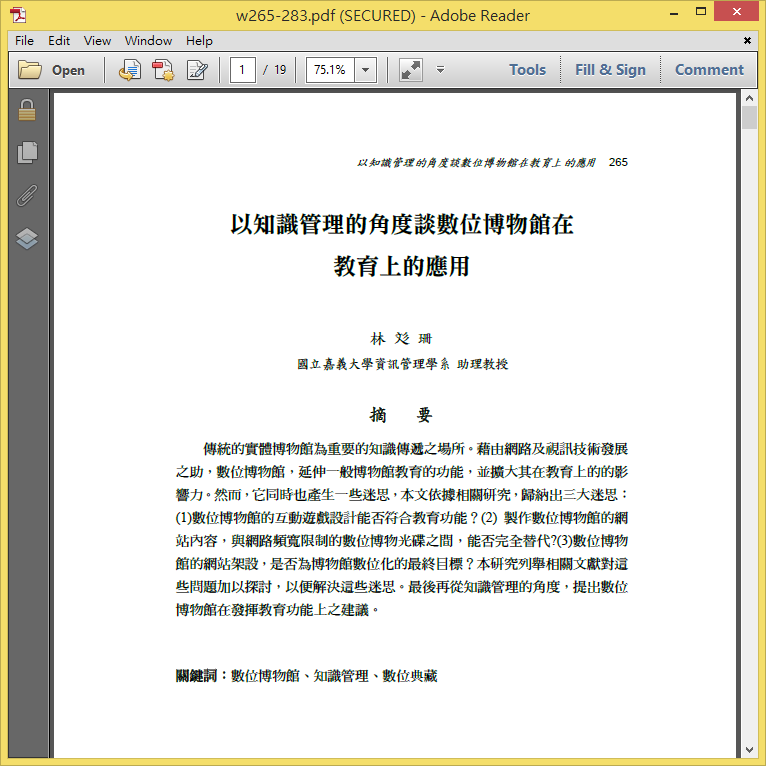 w265-283.pdf (SECURED) - Adobe Reader
File Edit View Window Help
Open 1 / 19 75.1% Tools Fill & Sign Comment
以知識管理的角度談數位博物館在教育上的應用 265
以知識管理的角度談數位博物館在
教育上的應用
林 㸚 珊
國立嘉義大學資訊管理學系 助理教授
摘 要
傳統的實體博物館為重要的知識傳遞之場所。藉由網路及視訊技術發展
之助，數位博物館，延伸一般博物館教育的功能，並擴大其在教育上的的影
響力。然而，它同時也產生一些迷思，本文依據相關研究，歸納出三大迷思：
(1)數位博物館的互動遊戲設計能否符合教育功能？(2) 製作數位博物館的網
站內容，與網路頻寬限制的數位博物光碟之間，能否完全替代?(3)數位博物
館的網站架設，是否為博物館數位化的最終目標？本研究列舉相關文獻對這
些問題加以探討，以便解決這些迷思。最後再從知識管理的角度，提出數位
博物館在發揮教育功能上之建議。
關鍵詞：數位博物館、知識管理、數位典藏